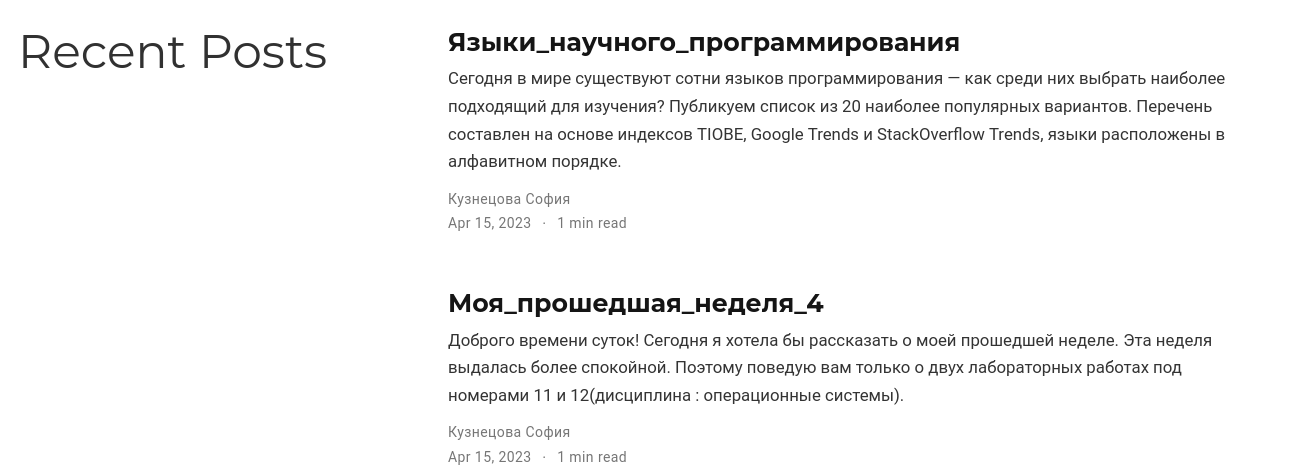 Recent Posts
Языки_научного_программирования
Сегодня в мире существуют сотни языков программирования — как среди них выбрать наиболее
подходящий для изучения? Публикуем список из 20 наиболее популярных вариантов. Перечень
составлен на основе индексов TIOBE, Google Trends и StackOverflow Trends, языки расположены в
алфавитном порядке.
Кузнецова София
Apr 15, 2023 · 1 min read
Моя_прошедшая_неделя_4
Доброго времени суток! Сегодня я хотела бы рассказать о моей прошедшей неделе. Эта неделя
выдалась более спокойной. Поэтому поведую вам только о двух лабораторных работах под
номерами 11 и 12(дисциплина : операционные системы).
Кузнецова София
Apr 15, 2023 · 1 min read